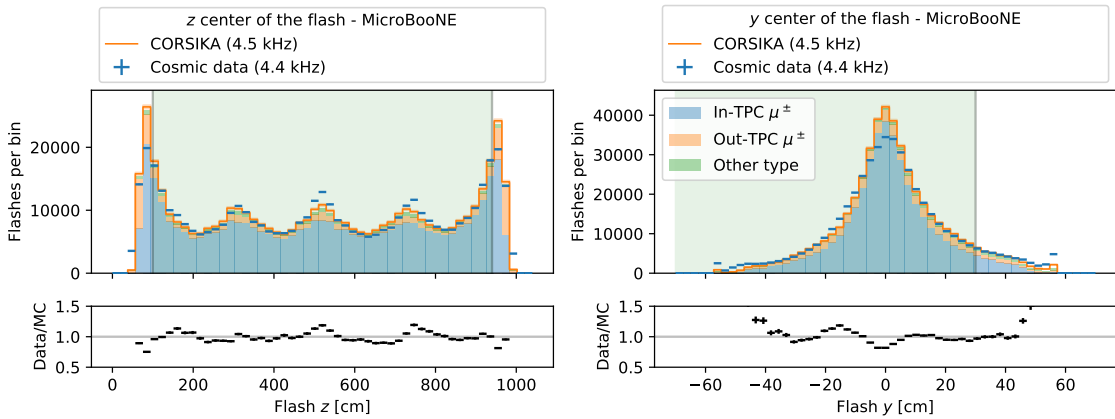 z center of the flash - MicroBooNE
CORSIKA (4.5 kHz)
Cosmic data (4.4 kHz)
Flashes per bin
20000
10000
0
Data/MC
1.5
1.0
0.5
0
200
400
600
800
1000
Flash z [cm]
y center of the flash - MicroBooNE
CORSIKA (4.5 kHz)
Cosmic data (4.4 kHz)
In-TPC μ±
Out-TPC μ±
Other type
Flashes per bin
40000
30000
20000
10000
0
Data/MC
1.5
1.0
0.5
−60
−40
−20
0
20
40
60
Flash y [cm]